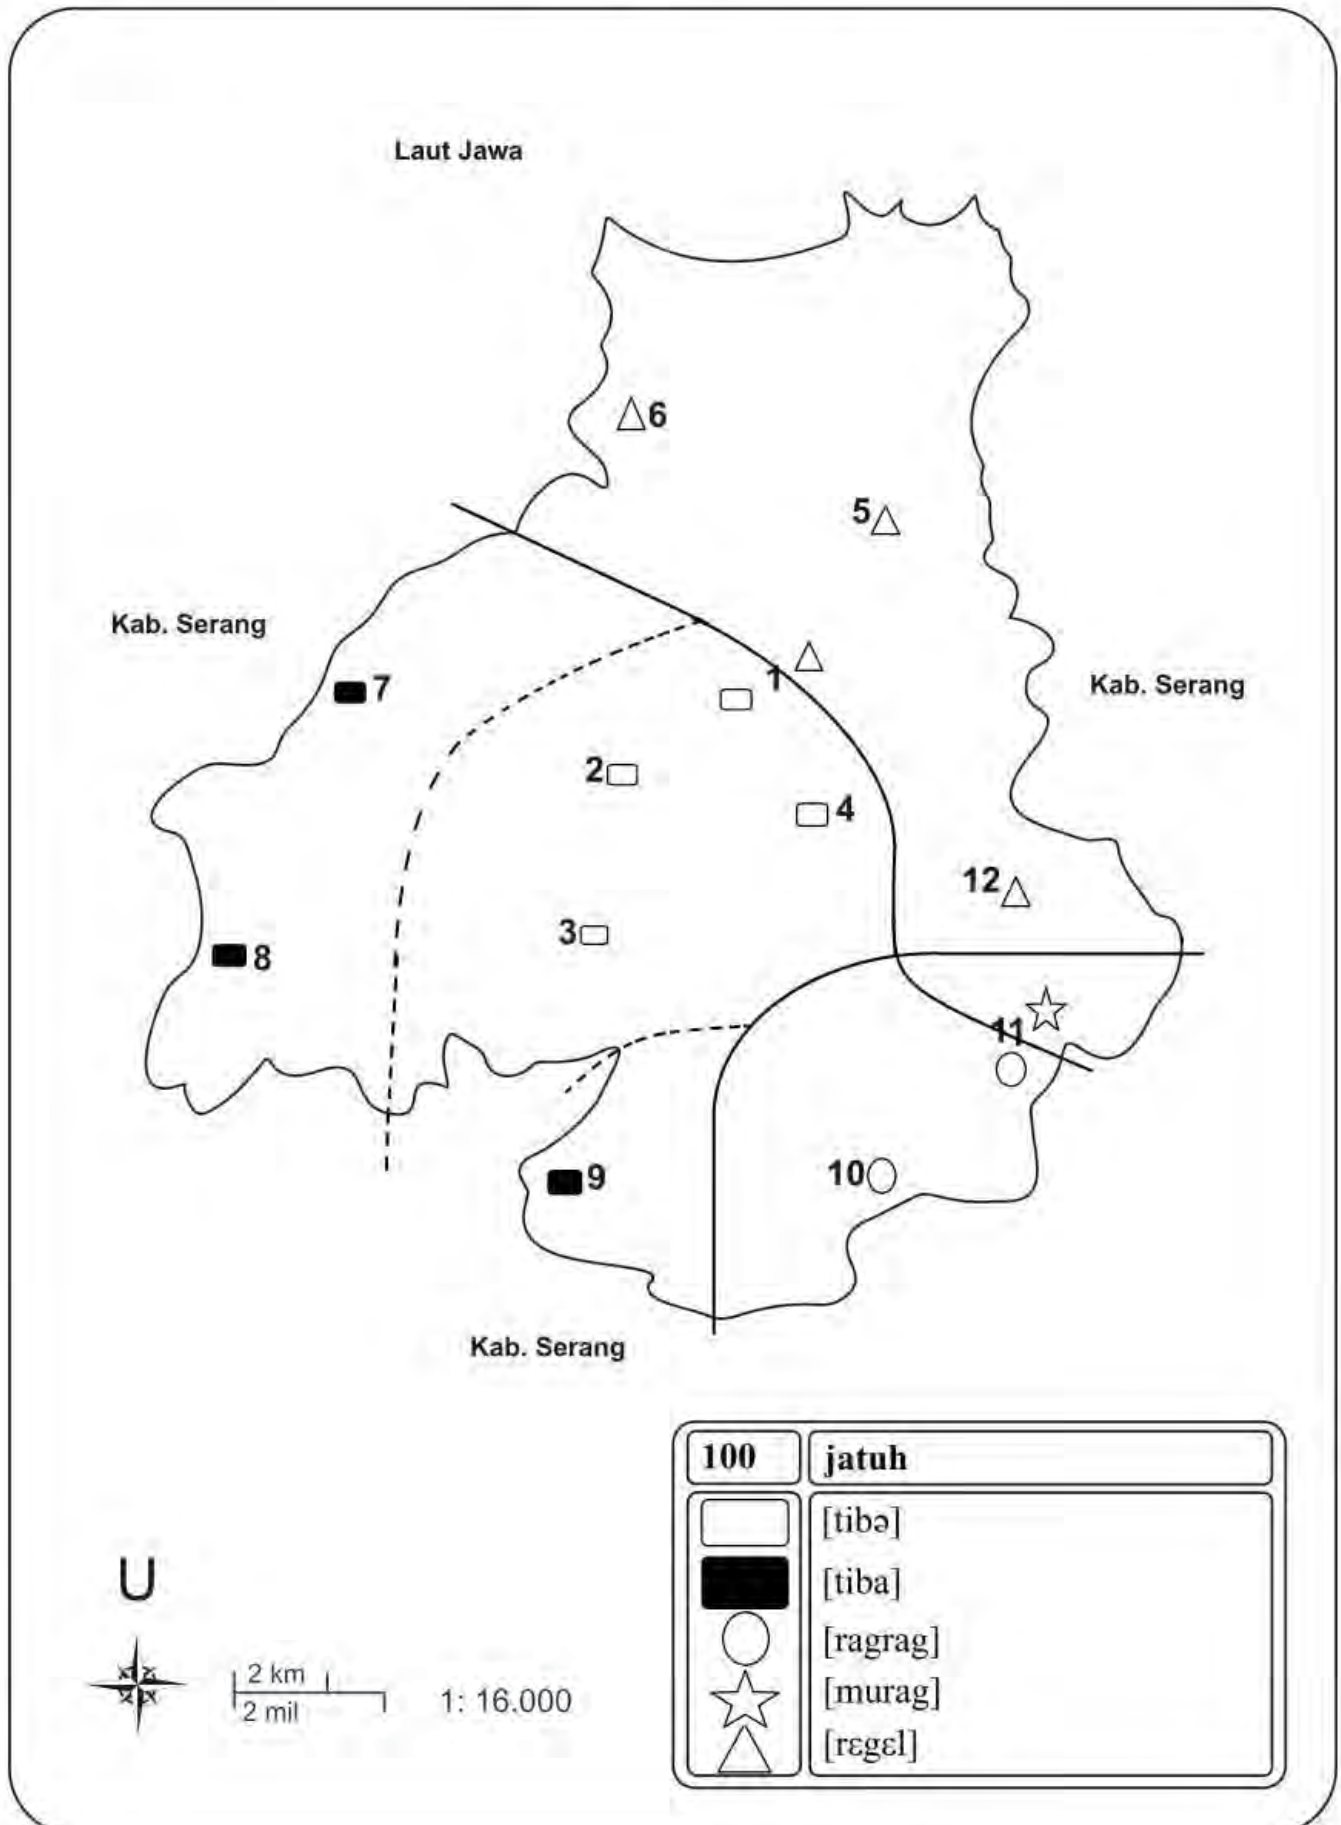 Laut Jawa
6
5
Kab. Serang
7
1
Kab. Serang
2
4
12
3
8
11
10
9
Kab. Serang
100 jatuh
[tibə]
[tiba]
[ragrag]
[murag]
[rɛgɛl]
U
2 km
2 mil
1: 16.000